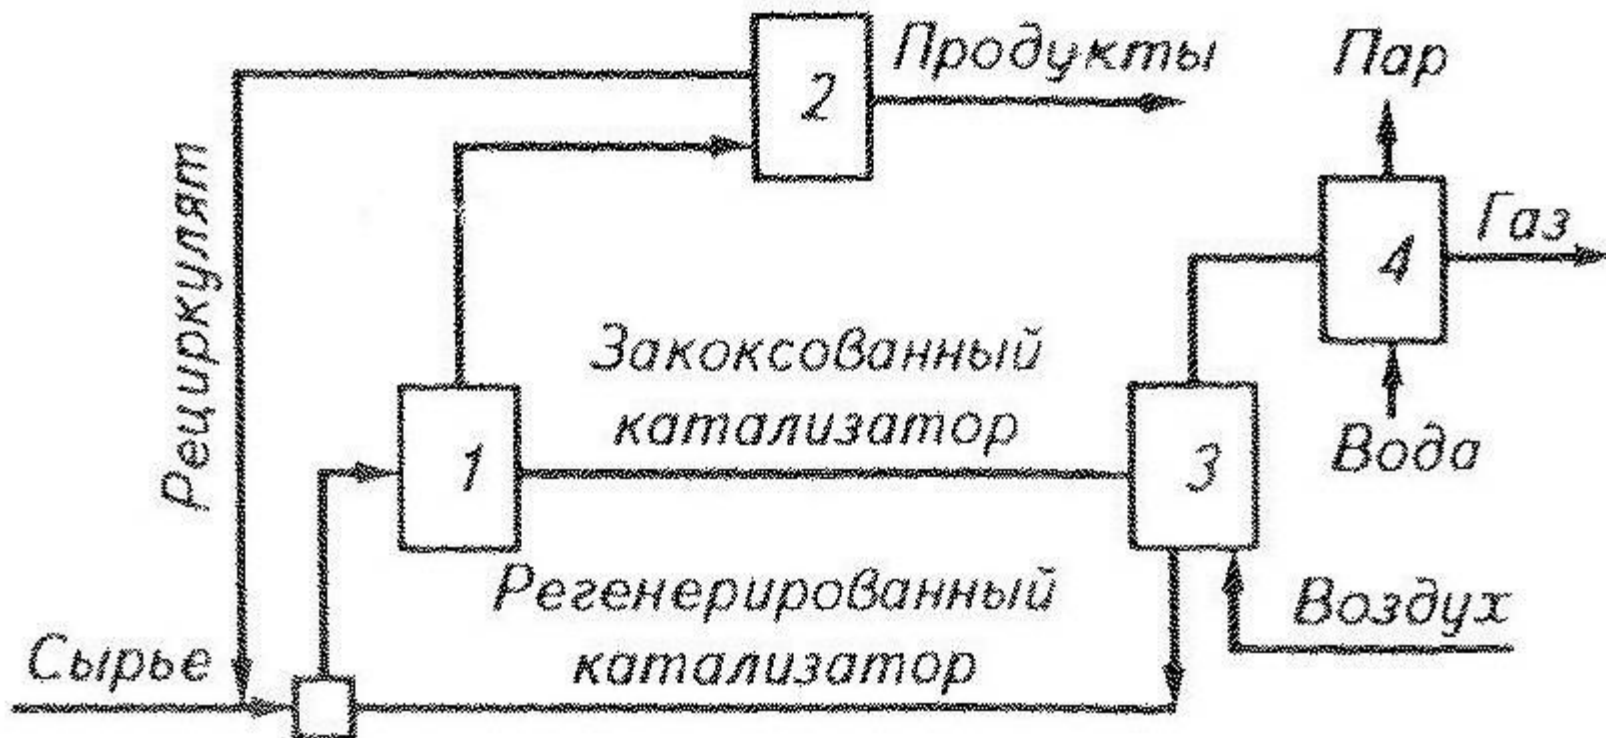 Продукты
Пар
2
Рециркулят
Газ
4
Закоксованный
катализатор
Вода
1
3
Регенерированный
катализатор
Воздух
Сырье